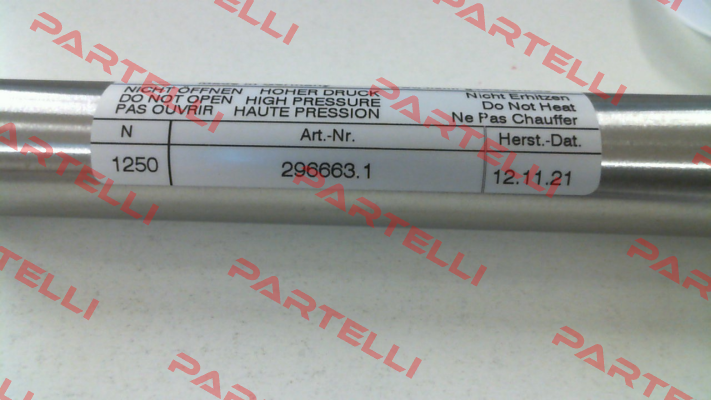 NICHT ÖFFNEN HOHER DRUCK Nicht Erhitzen
DO NOT OPEN HIGH PRESSURE Do Not Heat
PAS OUVRIR HAUTE PRESSION Ne Pas Chauffer
N Art.-Nr. Herst.-Dat.
1250 296663.1 12.11.21
PARTELLI
PARTELLI
PARTELLI
PARTELLI
PARTELLI
PARTELLI
PARTELLI
PARTELLI
PARTELLI